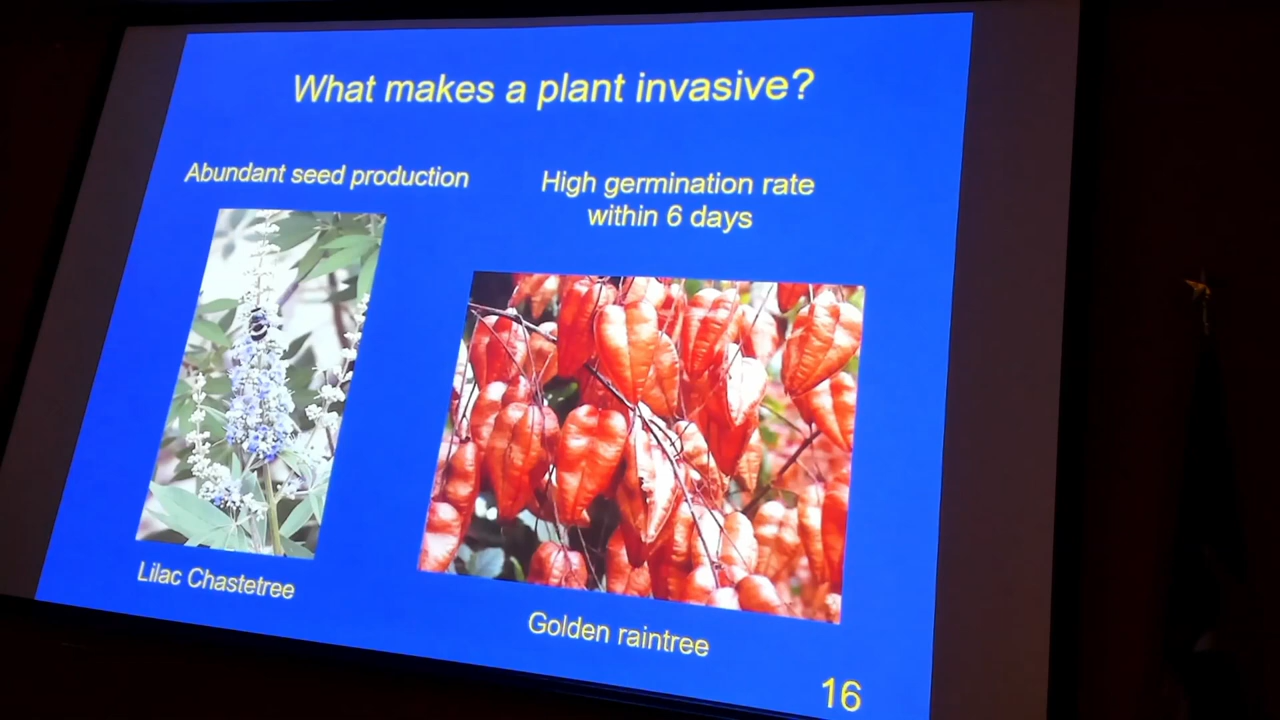 What makes a plant invasive?
Abundant seed production
High germination rate
within 6 days
Lilac Chastetree
Golden raintree
16